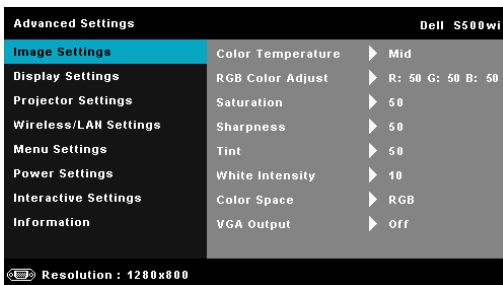 Advanced Settings Dell S500wi
Image Settings Color Temperature Mid
Display Settings RGB Color Adjust R: 50 G: 50 B: 50
Projector Settings Saturation 50
Wireless/LAN Settings Sharpness 50
Menu Settings Tint 50
Power Settings White Intensity 10
Interactive Settings Color Space RGB
Information VGA Output Off
Resolution : 1280x800